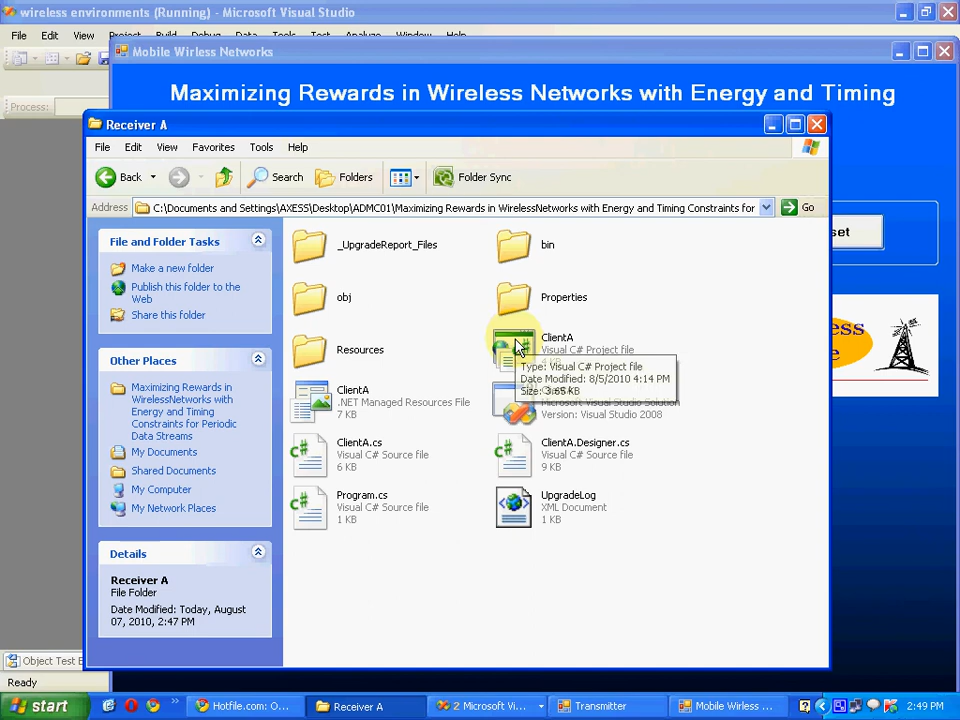 wireless environments (Running) - Microsoft Visual Studio
File Edit View Project Build Debug Data Tools Test Analyze Window Help
Mobile Wirless Networks
Process:
Maximizing Rewards in Wireless Networks with Energy and Timing
Receiver A
File Edit View Favorites Tools Help
Back Search Folders Folder Sync
Address C:\Documents and Settings\AXESS\Desktop\ADMC01\Maximizing Rewards in WirelessNetworks with Energy and Timing Constraints for Go
set
File and Folder Tasks
Make a new folder
Publish this folder to the
Web
Share this folder
Other Places
Maximizing Rewards in
WirelessNetworks with
Energy and Timing
Constraints for Periodic
Data Streams
My Documents
Shared Documents
My Computer
My Network Places
Details
Receiver A
File Folder
Date Modified: Today, August
07, 2010, 2:47 PM
_UpgradeReport_Files
bin
obj
Properties
Resources
ClientA
Visual C# Project file
Type: Visual C# Project file
Date Modified: 8/5/2010 4:14 PM
Size: 3.65 KB
ClientA
.NET Managed Resources File
7 KB
Microsoft Visual Studio Solution
Version: Visual Studio 2008
ClientA.cs
Visual C# Source file
6 KB
ClientA.Designer.cs
Visual C# Source file
9 KB
Program.cs
Visual C# Source file
1 KB
UpgradeLog
XML Document
1 KB
Object Test B
Ready
start
Hotfile.com: O...
Receiver A
2 Microsoft Vi...
Transmitter
Mobile Wirless ...
2:49 PM